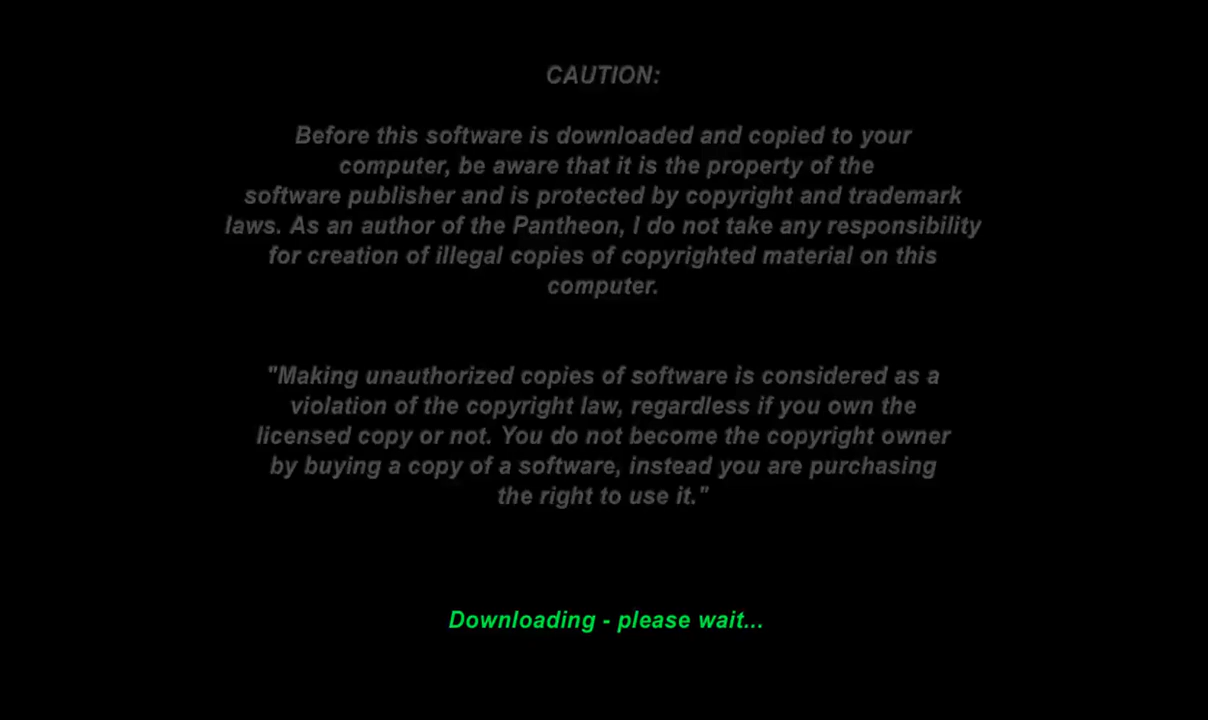 CAUTION:
Before this software is downloaded and copied to your
computer, be aware that it is the property of the
software publisher and is protected by copyright and trademark
laws. As an author of the Pantheon, I do not take any responsibility
for creation of illegal copies of copyrighted material on this
computer.
"Making unauthorized copies of software is considered as a
violation of the copyright law, regardless if you own the
licensed copy or not. You do not become the copyright owner
by buying a copy of a software, instead you are purchasing
the right to use it."
Downloading - please wait...